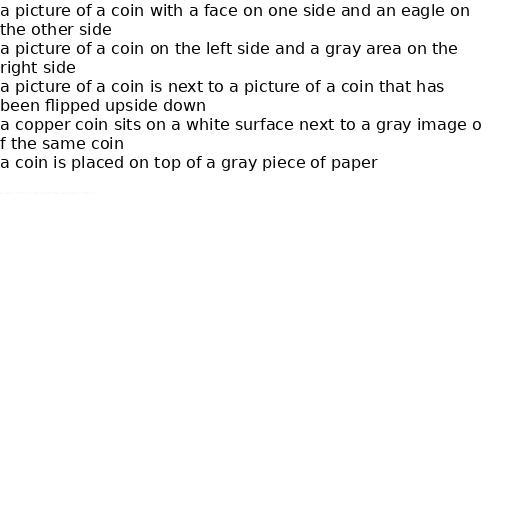 a picture of a coin with a face on one side and an eagle on
the other side
a picture of a coin on the left side and a gray area on the
right side
a picture of a coin is next to a picture of a coin that has
been flipped upside down
a copper coin sits on a white surface next to a gray image o
f the same coin
a coin is placed on top of a gray piece of paper